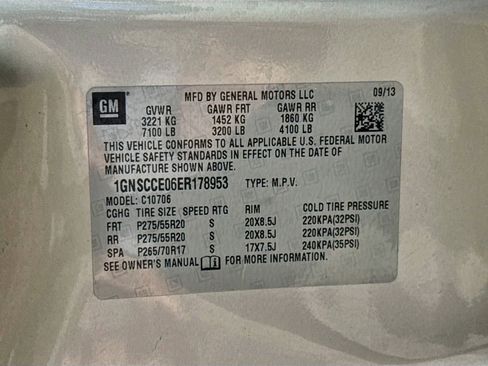 MFD BY GENERAL MOTORS LLC 09/13
GM GVWR GAWR FRT GAWR RR
3221 KG 1452 KG 1860 KG
7100 LB 3200 LB 4100 LB
THIS VEHICLE CONFORMS TO ALL APPLICABLE U.S. FEDERAL MOTOR
VEHICLE SAFETY STANDARDS IN EFFECT ON THE DATE OF
MANUFACTURE SHOWN ABOVE.
1GNSCCE06ER178953 TYPE: M.P.V.
MODEL: C10706
CGHG TIRE SIZE SPEED RTG RIM COLD TIRE PRESSURE
FRT P275/55R20 S 20X8.5J 220KPA(32PSI)
RR P275/55R20 S 20X8.5J 220KPA(32PSI)
SPA P265/70R17 S 17X7.5J 240KPA(35PSI)
SEE OWNER'S MANUAL FOR MORE INFORMATION.